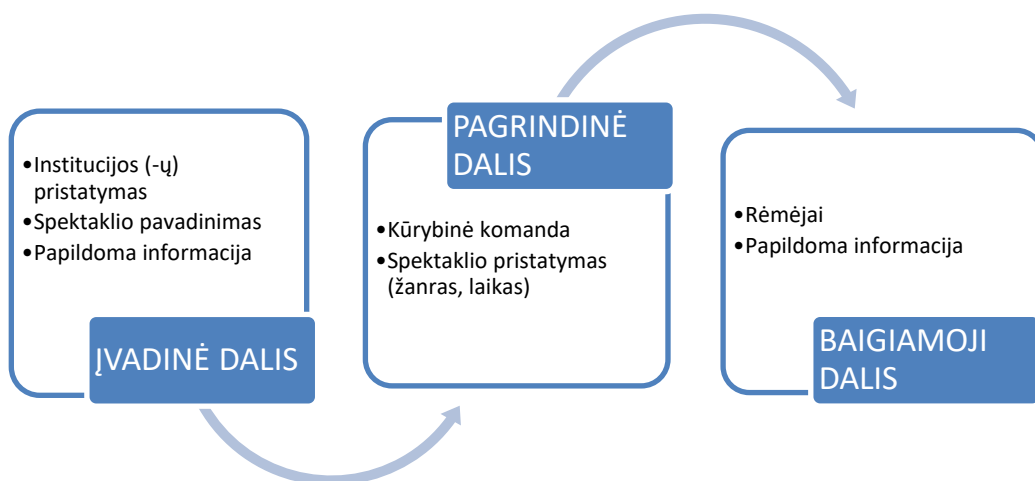 •Institucijos (-ų)
pristatymas
•Spektaklio pavadinimas
•Papildoma informacija
ĮVADINĖ DALIS
PAGRINDINĖ
DALIS
•Kūrybinė komanda
•Spektaklio pristatymas
(žanras, laikas)
•Rėmėjai
•Papildoma informacija
BAIGIAMOJI
DALIS